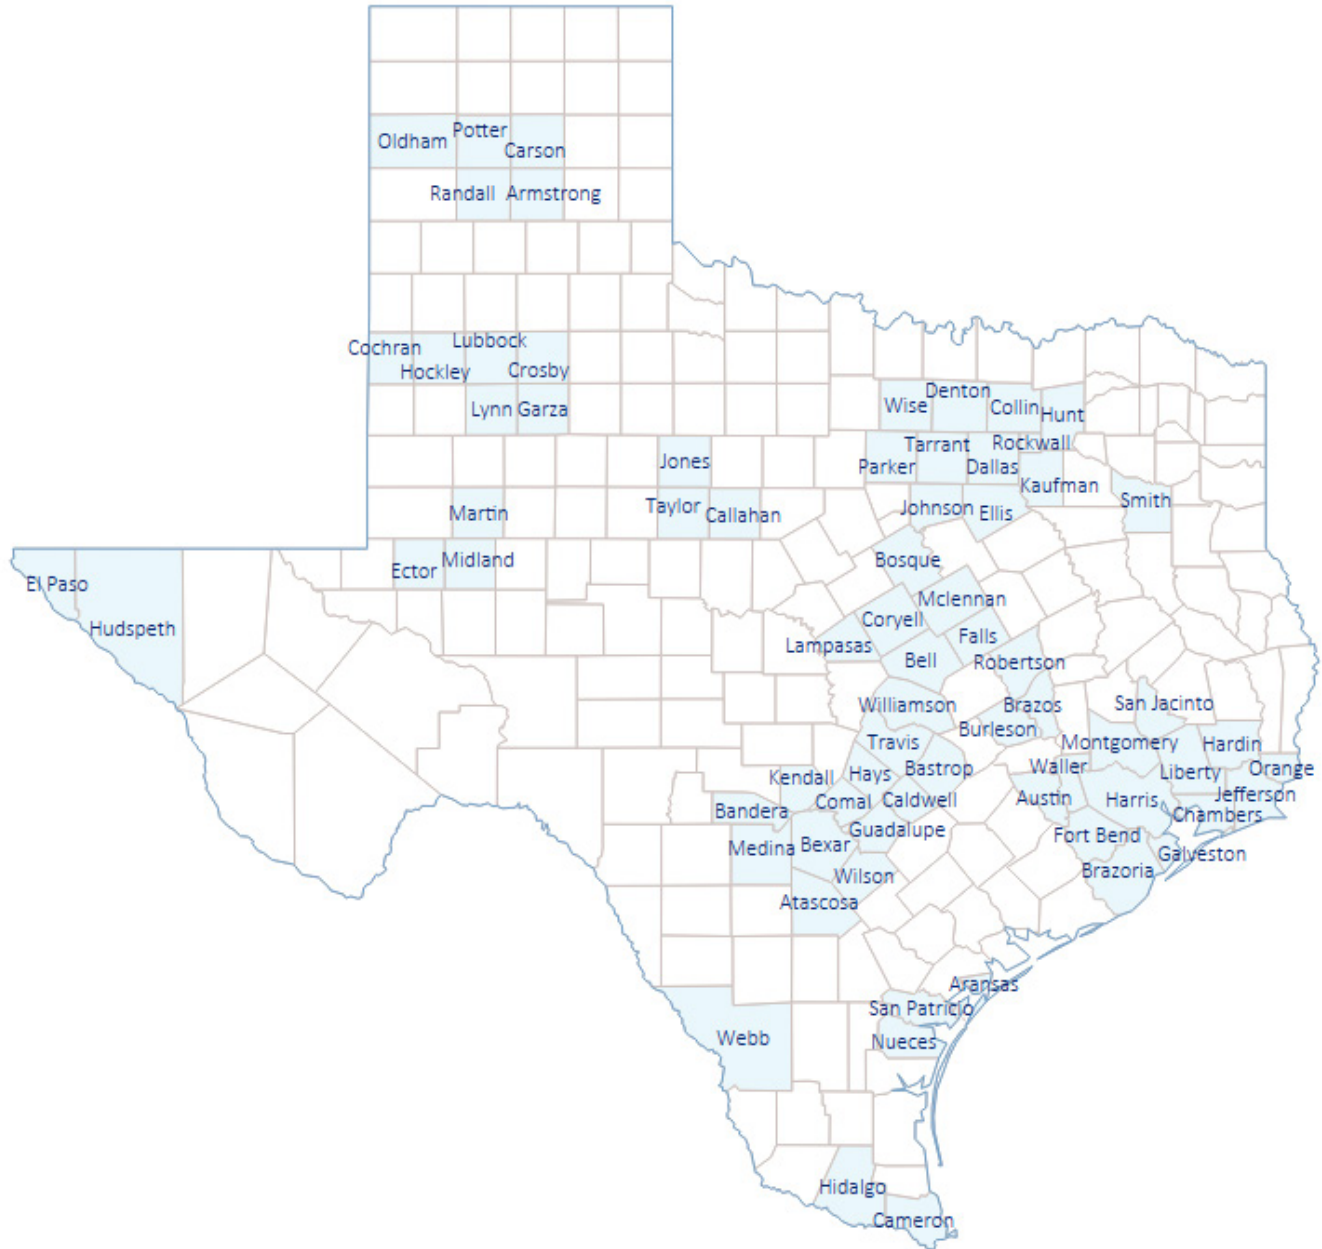 Oldham
Potter
Carson
Randall
Armstrong
Cochran
Hockley
Lubbock
Crosby
Lynn
Garza
Wise
Denton
Collin
Hunt
Jones
Parker
Tarrant
Dallas
Rockwall
Kaufman
Smith
Martin
Taylor
Callahan
Johnson
Ellis
Ector
Midland
Bosque
El Paso
Hudspeth
Mclennan
Coryell
Lampasas
Falls
Bell
Robertson
Williamson
Brazos
San Jacinto
Burleson
Travis
Montgomery
Hardin
Kendall
Hays
Bastrop
Waller
Liberty
Orange
Bandera
Comal
Caldwell
Austin
Harris
Jefferson
Chambers
Guadalupe
Medina
Bexar
Fort Bend
Galveston
Wilson
Brazoria
Atascosa
Aransas
San Patricio
Webb
Nueces
Hidalgo
Cameron